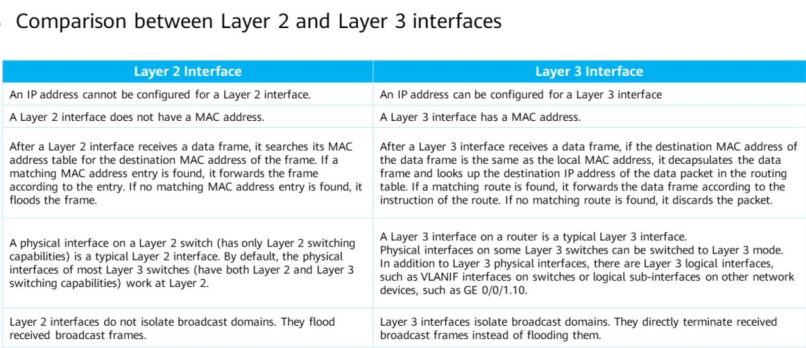 Comparison between Layer 2 and Layer 3 interfaces
Layer 2 Interface
Layer 3 Interface
An IP address cannot be configured for a Layer 2 interface.
An IP address can be configured for a Layer 3 interface
A Layer 2 interface does not have a MAC address.
A Layer 3 interface has a MAC address.
After a Layer 2 interface receives a data frame, it searches its MAC
address table for the destination MAC address of the frame. If a
matching MAC address entry is found, it forwards the frame
according to the entry. If no matching MAC address entry is found, it
floods the frame.
After a Layer 3 interface receives a data frame, if the destination MAC address of
the data frame is the same as the local MAC address, it decapsulates the data
frame and looks up the destination IP address of the data packet in the routing
table. If a matching route is found, it forwards the data frame according to the
instruction of the route. If no matching route is found, it discards the packet.
A physical interface on a Layer 2 switch (has only Layer 2 switching
capabilities) is a typical Layer 2 interface. By default, the physical
interfaces of most Layer 3 switches (have both Layer 2 and Layer 3
switching capabilities) work at Layer 2.
A Layer 3 interface on a router is a typical Layer 3 interface.
Physical interfaces on some Layer 3 switches can be switched to Layer 3 mode.
In addition to Layer 3 physical interfaces, there are Layer 3 logical interfaces,
such as VLANIF interfaces on switches or logical sub-interfaces on other network
devices, such as GE 0/0/1.10.
Layer 2 interfaces do not isolate broadcast domains. They flood
received broadcast frames.
Layer 3 interfaces isolate broadcast domains. They directly terminate received
broadcast frames instead of flooding them.